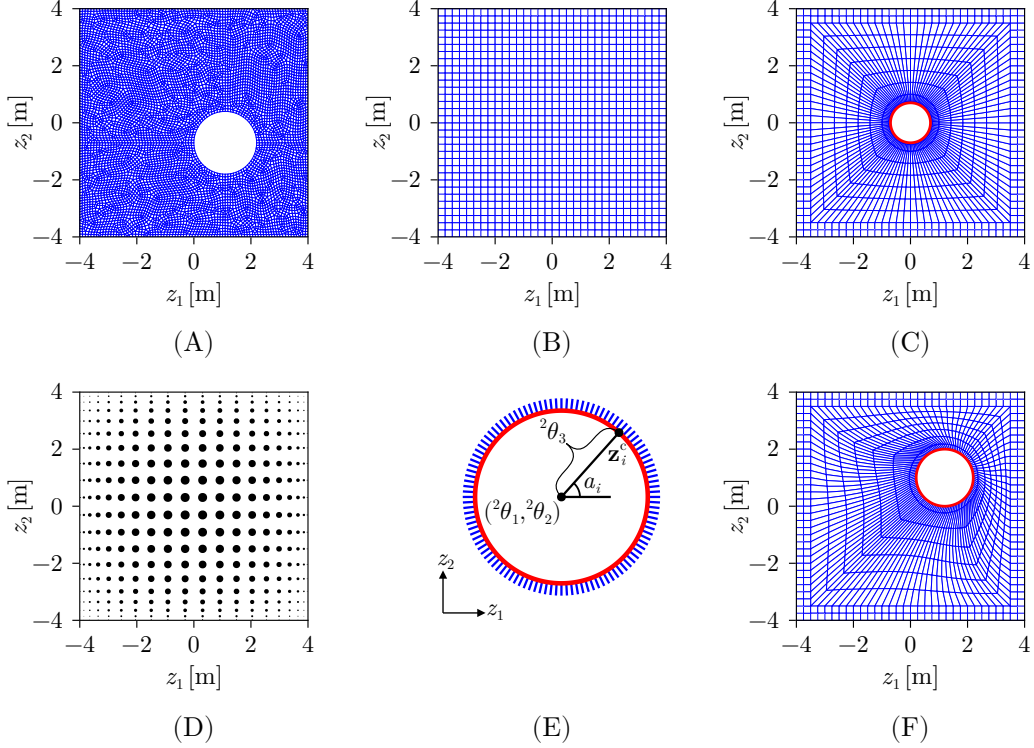 4
2
0
−2
−4
−4 −2 0 2 4
z₂ [m]
z₁ [m]
(A)
4
2
0
−2
−4
−4 −2 0 2 4
z₂ [m]
z₁ [m]
(B)
4
2
0
−2
−4
−4 −2 0 2 4
z₂ [m]
z₁ [m]
(C)
4
2
0
−2
−4
−4 −2 0 2 4
z₂ [m]
z₁ [m]
(D)
²θ₃
zᵢᶜ
aᵢ
(²θ₁,²θ₂)
z₂
z₁
(E)
4
2
0
−2
−4
−4 −2 0 2 4
z₂ [m]
z₁ [m]
(F)